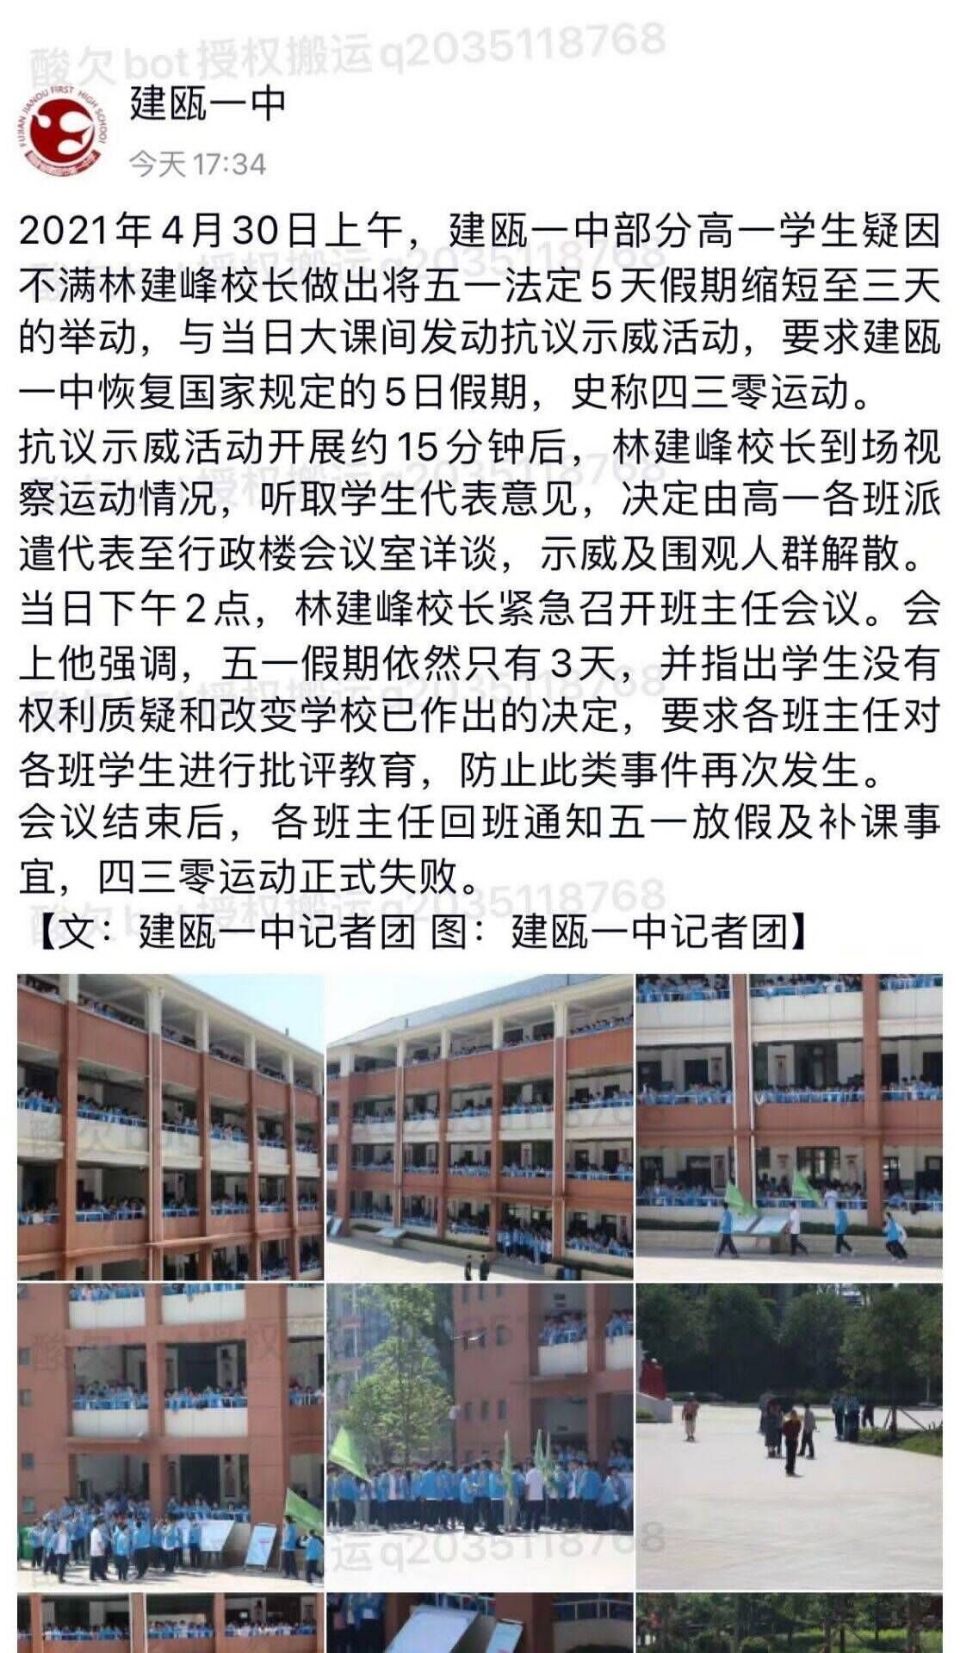 酸欠bot授权搬运q2035118768
FUJIAN JIANOU FIRST HIGH SCHOOL
建瓯一中
今天 17:34
2021年4月30日上午，建瓯一中部分高一学生疑因
不满林建峰校长做出将五一法定5天假期缩短至三天
的举动，与当日大课间发动抗议示威活动，要求建瓯
一中恢复国家规定的5日假期，史称四三零运动。
抗议示威活动开展约15分钟后，林建峰校长到场视
察运动情况，听取学生代表意见，决定由高一各班派
遣代表至行政楼会议室详谈，示威及围观人群解散。
当日下午2点，林建峰校长紧急召开班主任会议。会
上他强调，五一假期依然只有3天，并指出学生没有
权利质疑和改变学校已作出的决定，要求各班主任对
各班学生进行批评教育，防止此类事件再次发生。
会议结束后，各班主任回班通知五一放假及补课事
宜，四三零运动正式失败。
【文：建瓯一中记者团 图：建瓯一中记者团】